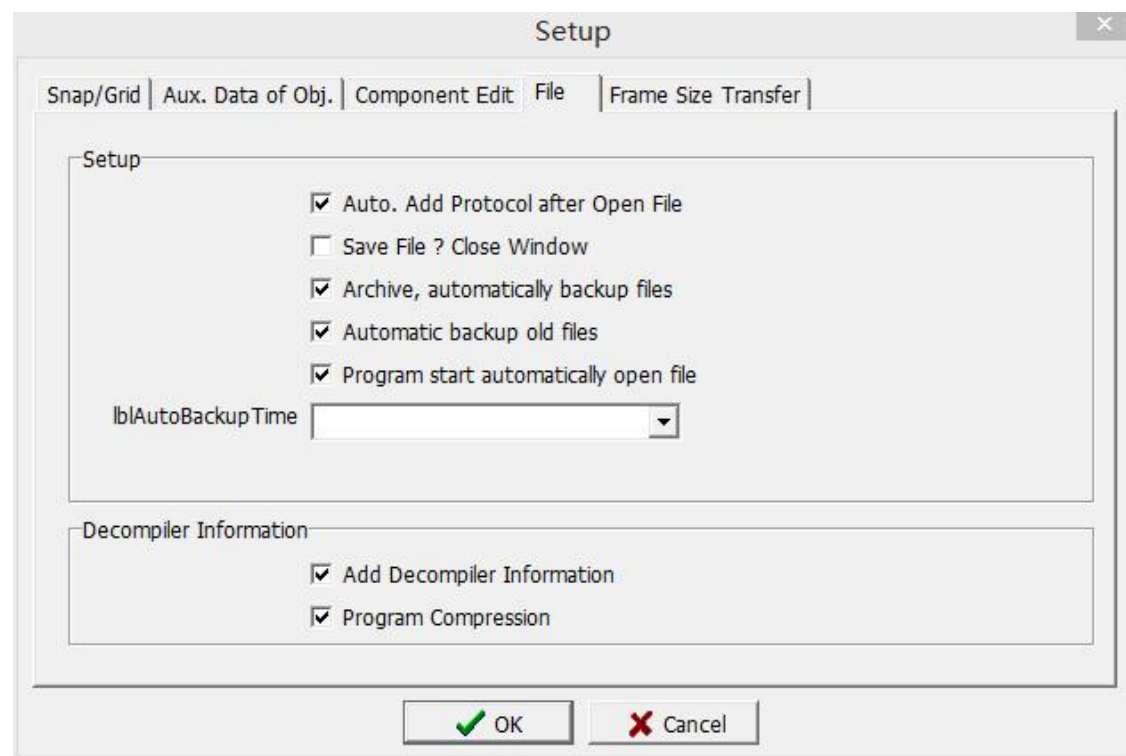 Setup
Snap/Grid Aux. Data of Obj. Component Edit File Frame Size Transfer
Setup
Auto. Add Protocol after Open File
Save File ? Close Window
Archive, automatically backup files
Automatic backup old files
Program start automatically open file
lblAutoBackupTime
Decompiler Information
Add Decompiler Information
Program Compression
OK Cancel